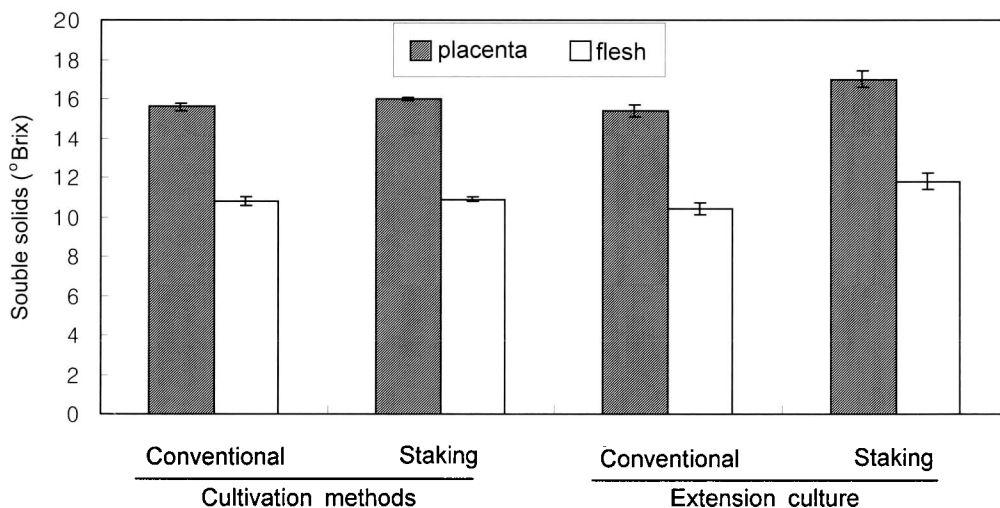 20
18
16
14
12
10
8
6
4
2
0
Souble solids (°Brix)
placenta flesh
Conventional Staking Conventional Staking
Cultivation methods Extension culture